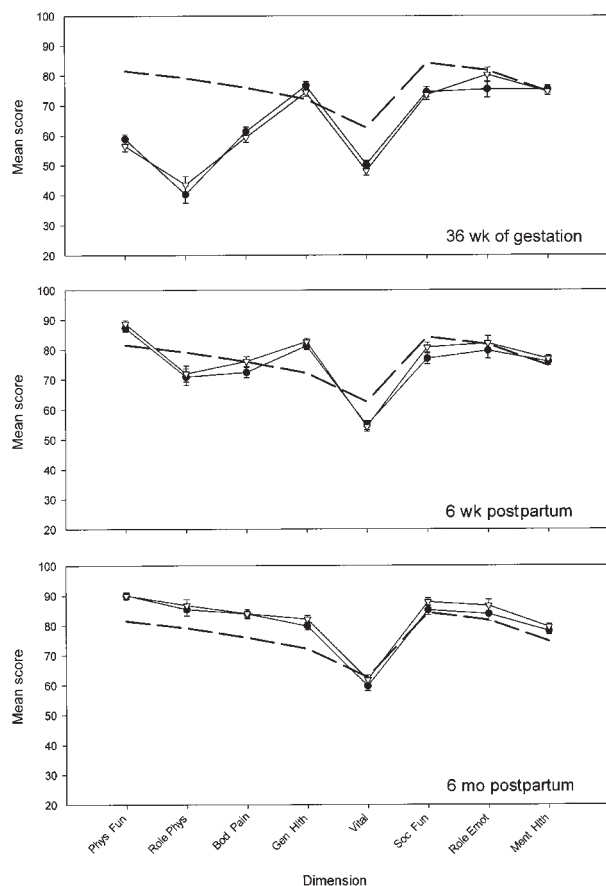 100
90
80
70
60
50
40
30
20
Mean score
36 wk of gestation
100
90
80
70
60
50
40
30
20
Mean score
6 wk postpartum
100
90
80
70
60
50
40
30
20
Mean score
6 mo postpartum
Phys Fun
Role Phys
Bod Pain
Gen Hlth
Vital
Soc Fun
Role Emot
Ment Hlth
Dimension